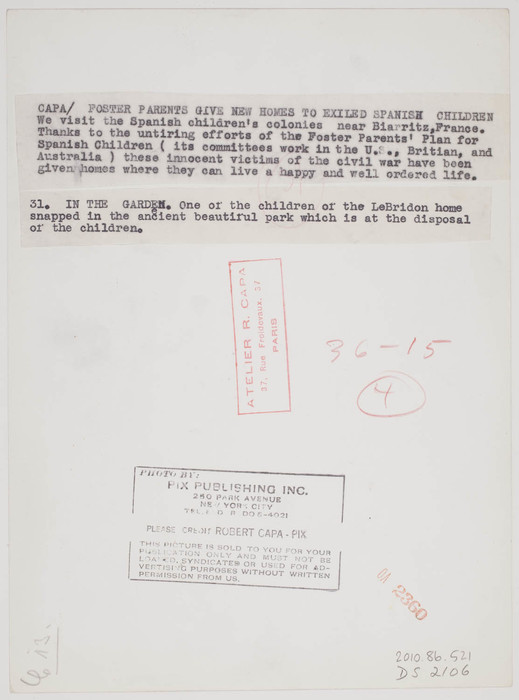 CAPA/ FOSTER PARENTS GIVE NEW HOMES TO EXILED SPANISH CHILDREN
We visit the Spanish children's colonies near Biarritz,France.
Thanks to the untiring efforts of the Foster Parents' Plan for
Spanish Children ( its committees work in the U.S., Brittian, and
Australia ) these innocent victims of the civil war have been
given homes where they can live a happy and well ordered life.
31. IN THE GARDEN. One of the children of the LeBridon home
snapped in the ancient beautiful park which is at the disposal
of the children.
ATELIER R. CAPA
37, Rue Froidevaux, 37
PARIS
36-15
4
PHOTO BY:
PIX PUBLISHING INC.
250 PARK AVENUE
NEW YORK CITY
PLEASE CREDIT ROBERT CAPA - PIX
THIS PICTURE IS SOLD TO YOU FOR YOUR
PUBLICATION ONLY AND MUST NOT BE
LOANED, SYNDICATED OR USED FOR AD-
VERTISING PURPOSES WITHOUT WRITTEN
PERMISSION FROM US.
2360
2010.86.521
DS 2106